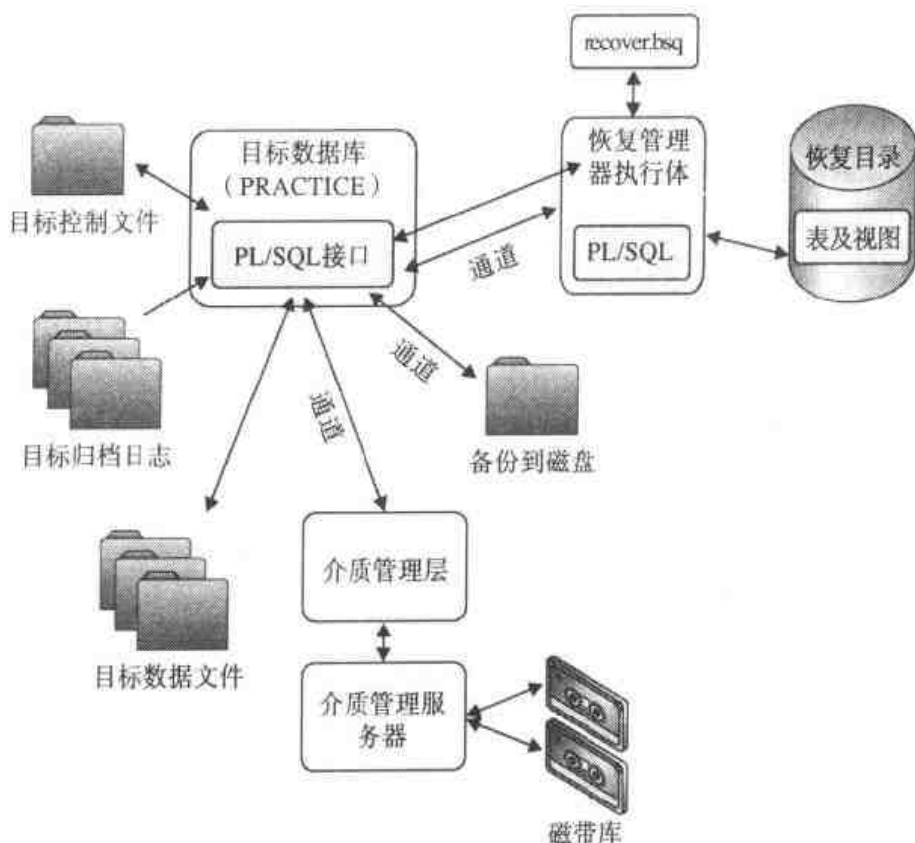 recover.bsq
目标数据库
（PRACTICE）
恢复管理
器执行体
恢复目录
目标控制文件
PL/SQL接口
PL/SQL
表及视图
通道
通道
通道
目标归档日志
备份到磁盘
介质管理层
目标数据文件
介质管理服
务器
磁带库